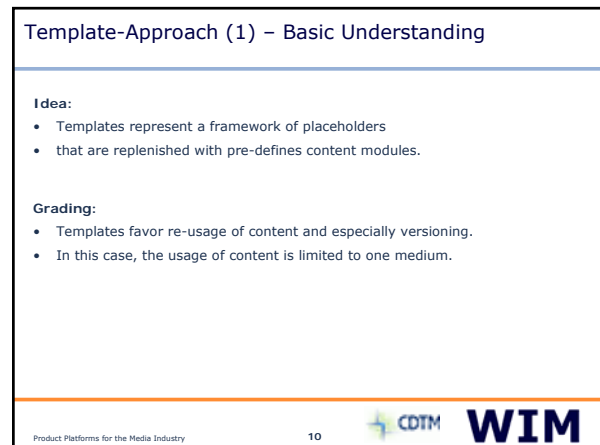 Template-Approach (1) – Basic Understanding
Idea:
• Templates represent a framework of placeholders
• that are replenished with pre-defines content modules.
Grading:
• Templates favor re-usage of content and especially versioning.
• In this case, the usage of content is limited to one medium.
Product Platforms for the Media Industry
10
CDTM
WIM